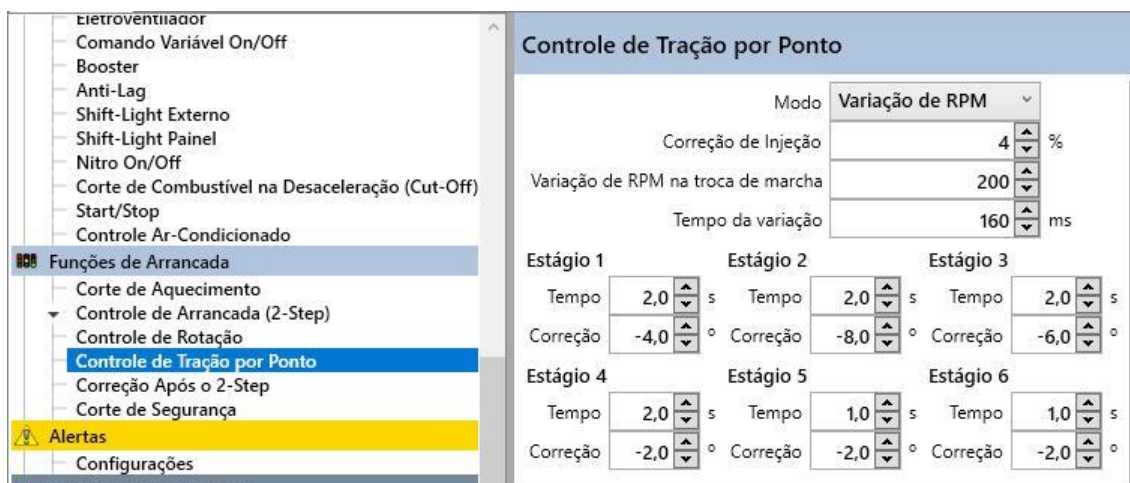 Eletroventilador
Comando Variável On/Off
Booster
Anti-Lag
Shift-Light Externo
Shift-Light Painel
Nitro On/Off
Corte de Combustível na Desaceleração (Cut-Off)
Start/Stop
Controle Ar-Condicionado
Funções de Arrancada
Corte de Aquecimento
Controle de Arrancada (2-Step)
Controle de Rotação
Controle de Tração por Ponto
Correção Após o 2-Step
Corte de Segurança
Alertas
Configurações
Controle de Tração por Ponto
Modo Variação de RPM
Correção de Injeção 4 %
Variação de RPM na troca de marcha 200
Tempo da variação 160 ms
Estágio 1 Estágio 2 Estágio 3
Tempo 2,0 s Tempo 2,0 s Tempo 2,0 s
Correção -4,0 ° Correção -8,0 ° Correção -6,0 °
Estágio 4 Estágio 5 Estágio 6
Tempo 2,0 s Tempo 1,0 s Tempo 1,0 s
Correção -2,0 ° Correção -2,0 ° Correção -2,0 °